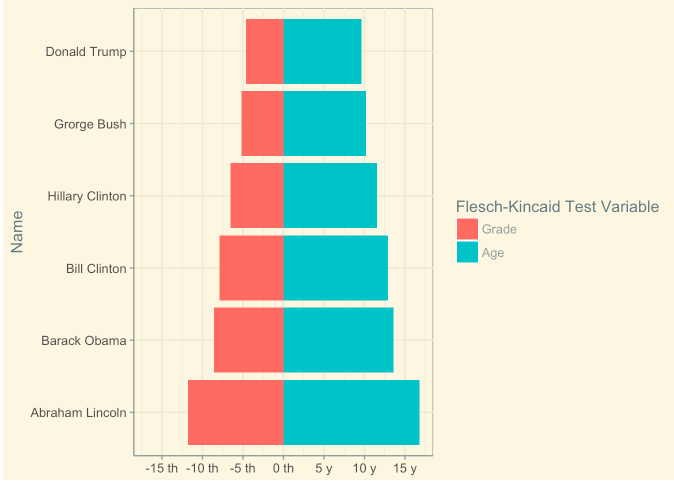 Donald Trump
Grorge Bush
Hillary Clinton
Bill Clinton
Barack Obama
Abraham Lincoln
Name
-15 th -10 th -5 th 0 th 5 y 10 y 15 y
Flesch-Kincaid Test Variable
Grade
Age